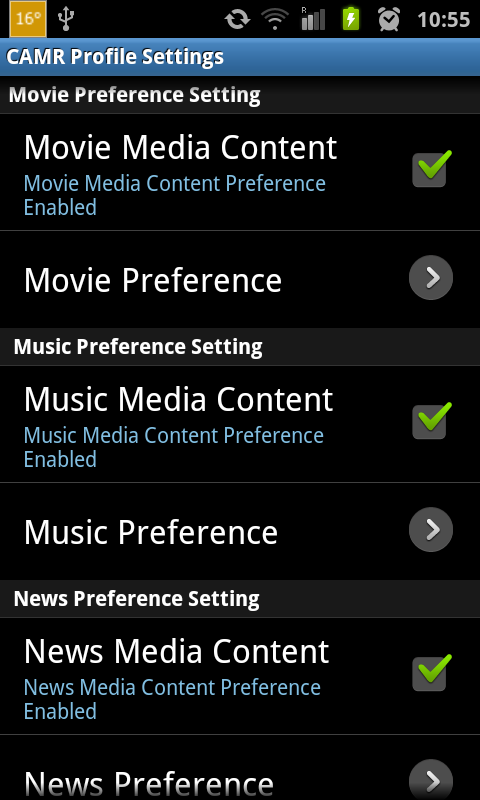 16°
R
10:55
CAMR Profile Settings
Movie Preference Setting
Movie Media Content
Movie Media Content Preference
Enabled
Movie Preference
Music Preference Setting
Music Media Content
Music Media Content Preference
Enabled
Music Preference
News Preference Setting
News Media Content
News Media Content Preference
Enabled
News Preference